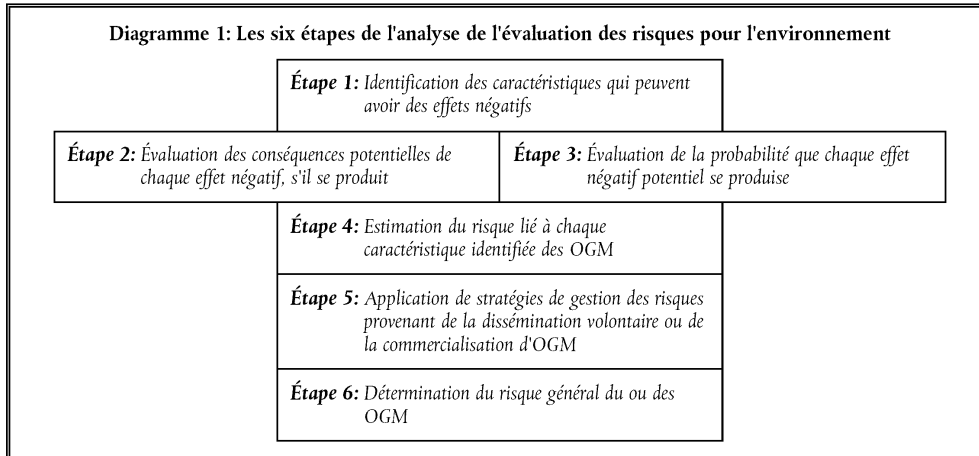 Diagramme 1: Les six étapes de l'analyse de l'évaluation des risques pour l'environnement
Étape 1: Identification des caractéristiques qui peuvent
avoir des effets négatifs
Étape 2: Évaluation des conséquences potentielles de
chaque effet négatif, s'il se produit
Étape 3: Évaluation de la probabilité que chaque effet
négatif potentiel se produise
Étape 4: Estimation du risque lié à chaque
caractéristique identifiée des OGM
Étape 5: Application de stratégies de gestion des risques
provenant de la dissémination volontaire ou de
la commercialisation d'OGM
Étape 6: Détermination du risque général du ou des
OGM